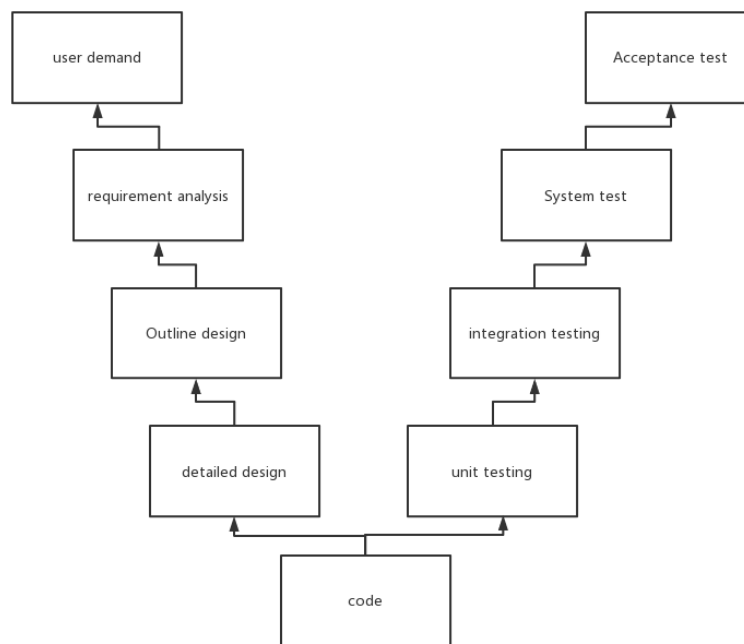 user demand
Acceptance test
requirement analysis
System test
Outline design
integration testing
detailed design
unit testing
code